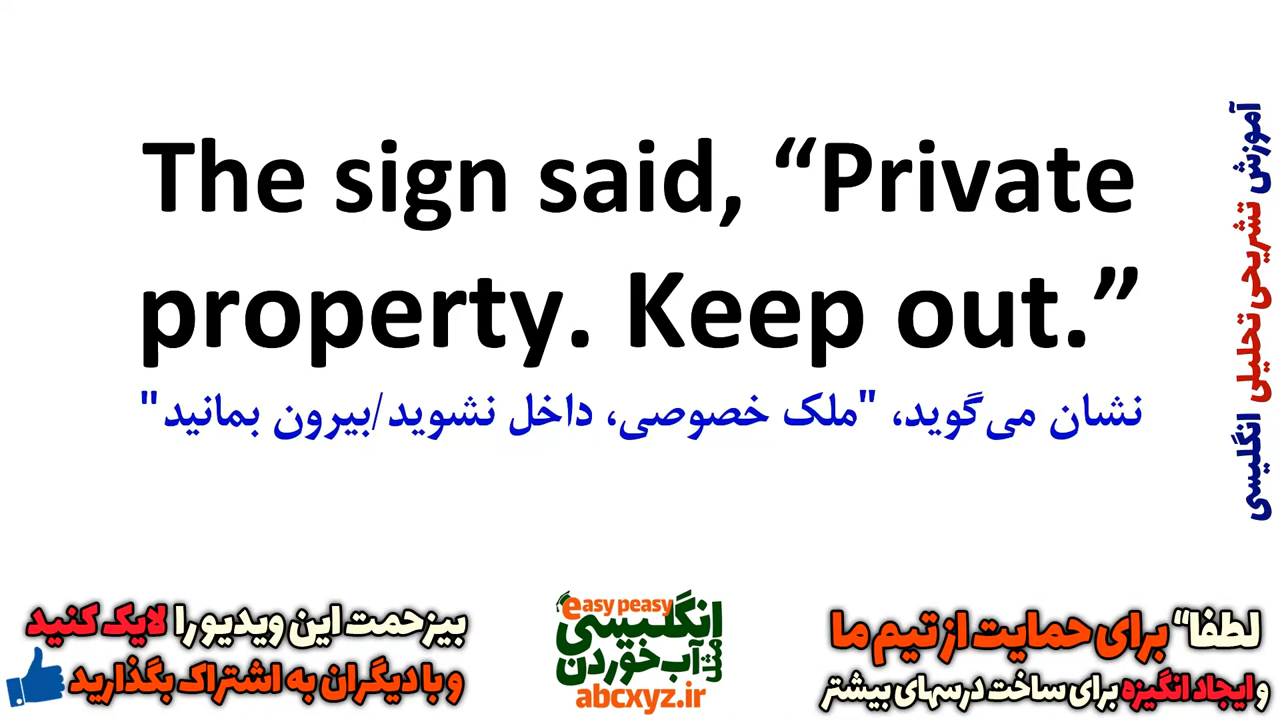 The sign said, “Private
property. Keep out.”
نشان می‌گوید، "ملک خصوصی، داخل نشوید/بیرون بمانید"
آموزش تشریحی تحلیلی انگلیسی
بیزحمت این ویدیو را لایک کنید
و با دیگران به اشتراک بگذارید
easy peasy
انگلیسی
مثل آب خوردن
abcxyz.ir
لطفا" برای حمایت از تیم ما
و ایجاد انگیزه برای ساخت درسهای بیشتر